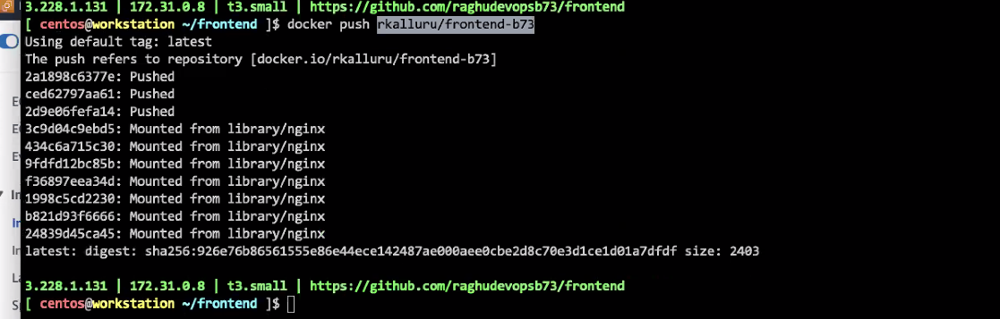 3.228.1.131 | 172.31.0.8 | t3.small | https://github.com/raghudevopsb73/frontend
[ centos@workstation ~/frontend ]$ docker push rkalluru/frontend-b73
Using default tag: latest
The push refers to repository [docker.io/rkalluru/frontend-b73]
2a1898c6377e: Pushed
ced62797aa61: Pushed
2d9e06fefa14: Pushed
3c9d04c9ebd5: Mounted from library/nginx
434c6a715c30: Mounted from library/nginx
9fdfd12bc85b: Mounted from library/nginx
f36897eea34d: Mounted from library/nginx
1998c5cd2230: Mounted from library/nginx
b821d93f6666: Mounted from library/nginx
24839d45ca45: Mounted from library/nginx
latest: digest: sha256:926e76b86561555e86e44ece142487ae000aee0cbe2d8c70e3d1ce1d01a7dfdf size: 2403
3.228.1.131 | 172.31.0.8 | t3.small | https://github.com/raghudevopsb73/frontend
[ centos@workstation ~/frontend ]$